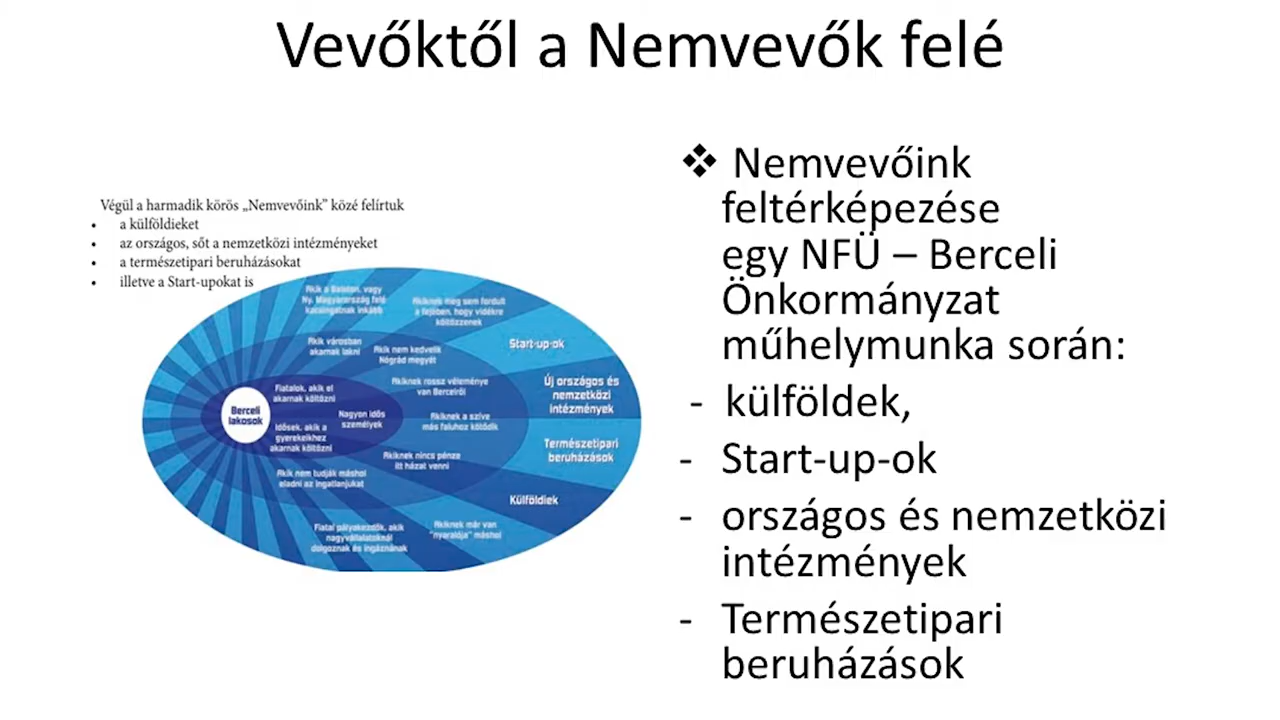 Vevőktől a Nemvevők felé
Végül a harmadik körös „Nemvevőink” közé felírtuk
• a külföldieket
• az országos, sőt a nemzetközi intézményeket
• a természetipari beruházásokat
• illetve a Start-upokat is
Akik a Balaton, vagy
Ny. Magyarország felé
kacsingatnak inkább
Akiknek meg sem fordult
a fejében, hogy vidékre
költözzenek
Akik városban
akarnak lakni
Akik nem kedvelik
Nógrád megyét
Start-up-ok
Fiatalok, akik el
akarnak költözni
Akiknek rossz véleménye
van Bercelről
Új országos és
nemzetközi
intézmények
Berceli
lakosok
Nagyon idős
személyek
Akiknek a szíve
más faluhoz kötődik
Idősek, akik a
gyerekeikhez
akarnak költözni
Természetipari
beruházások
Akiknek nincs pénze
itt házat venni
Akik nem tudják máshol
eladni az ingatlanjukat
Külföldiek
Fiatal pályakezdők, akik
nagyvállalatoknál
dolgoznak és ingáznának
Akiknek már van
"nyaralója" máshol
❖ Nemvevőink
feltérképezése
egy NFÜ – Berceli
Önkormányzat
műhelymunka során:
- külföldek,
- Start-up-ok
- országos és nemzetközi
intézmények
- Természetipari
beruházások